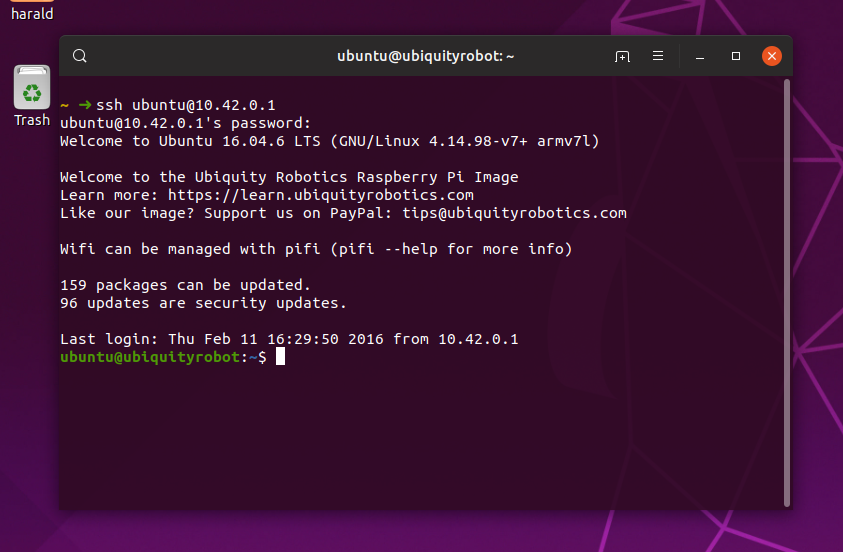 harald
Trash
ubuntu@ubiquityrobot: ~
~ ➜ssh ubuntu@10.42.0.1
ubuntu@10.42.0.1's password:
Welcome to Ubuntu 16.04.6 LTS (GNU/Linux 4.14.98-v7+ armv7l)
Welcome to the Ubiquity Robotics Raspberry Pi Image
Learn more: https://learn.ubiquityrobotics.com
Like our image? Support us on PayPal: tips@ubiquityrobotics.com
Wifi can be managed with pifi (pifi --help for more info)
159 packages can be updated.
96 updates are security updates.
Last login: Thu Feb 11 16:29:50 2016 from 10.42.0.1
ubuntu@ubiquityrobot:~$